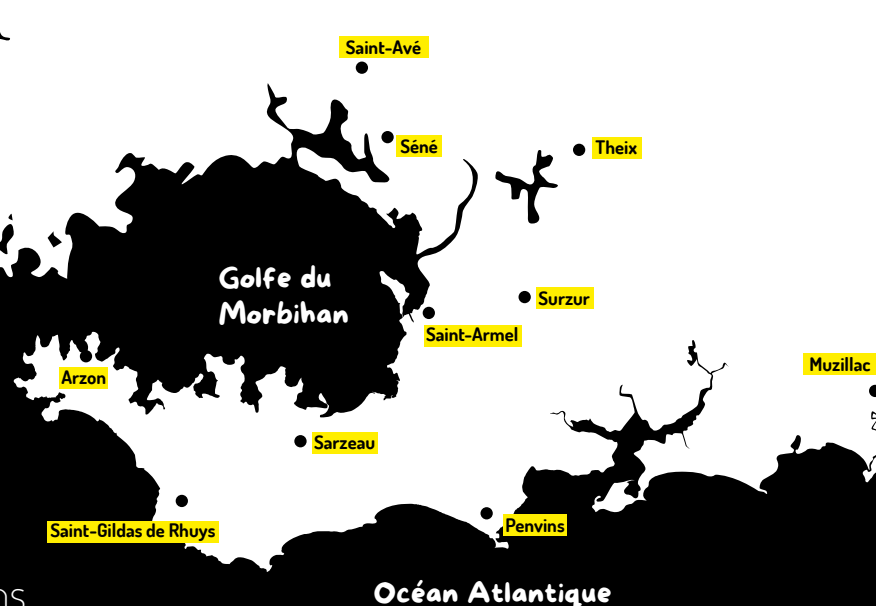 Saint-Avé
Séné
Theix
Golfe du
Morbihan
Surzur
Saint-Armel
Muzillac
Arzon
Sarzeau
Penvins
Saint-Gildas de Rhuys
Océan Atlantique